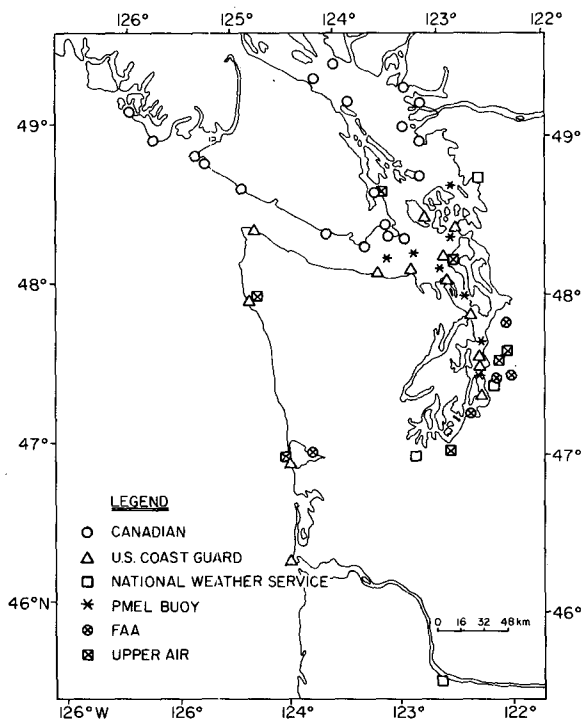 126° 125° 124° 123° 122°
49° 49°
48° 48°
47° 47°
46°N 46°
LEGEND
CANADIAN
U.S. COAST GUARD
NATIONAL WEATHER SERVICE
PMEL BUOY
FAA
UPPER AIR
0 16 32 48 km
126°W 126° 124° 123° 122°